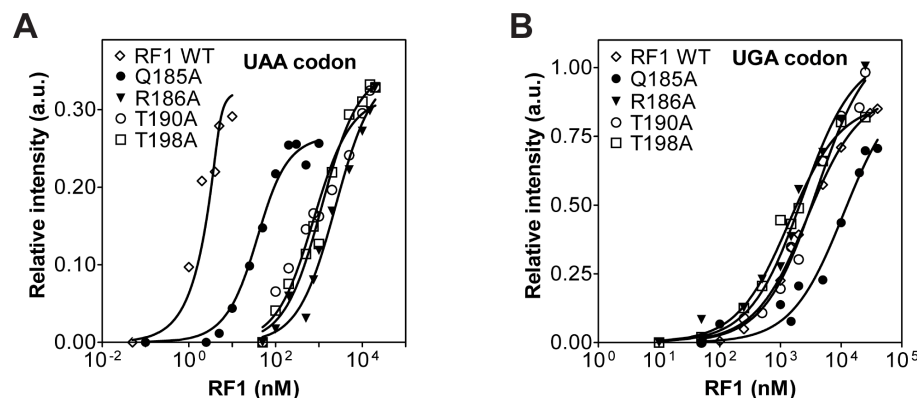 A
B
UAA codon
RF1 WT
Q185A
R186A
T190A
T198A
Relative intensity (a.u.)
0.30
0.20
0.10
0.00
10-2
100
102
104
RF1 (nM)
UGA codon
RF1 WT
Q185A
R186A
T190A
T198A
Relative intensity (a.u.)
1.00
0.75
0.50
0.25
0.00
100
101
102
103
104
105
RF1 (nM)